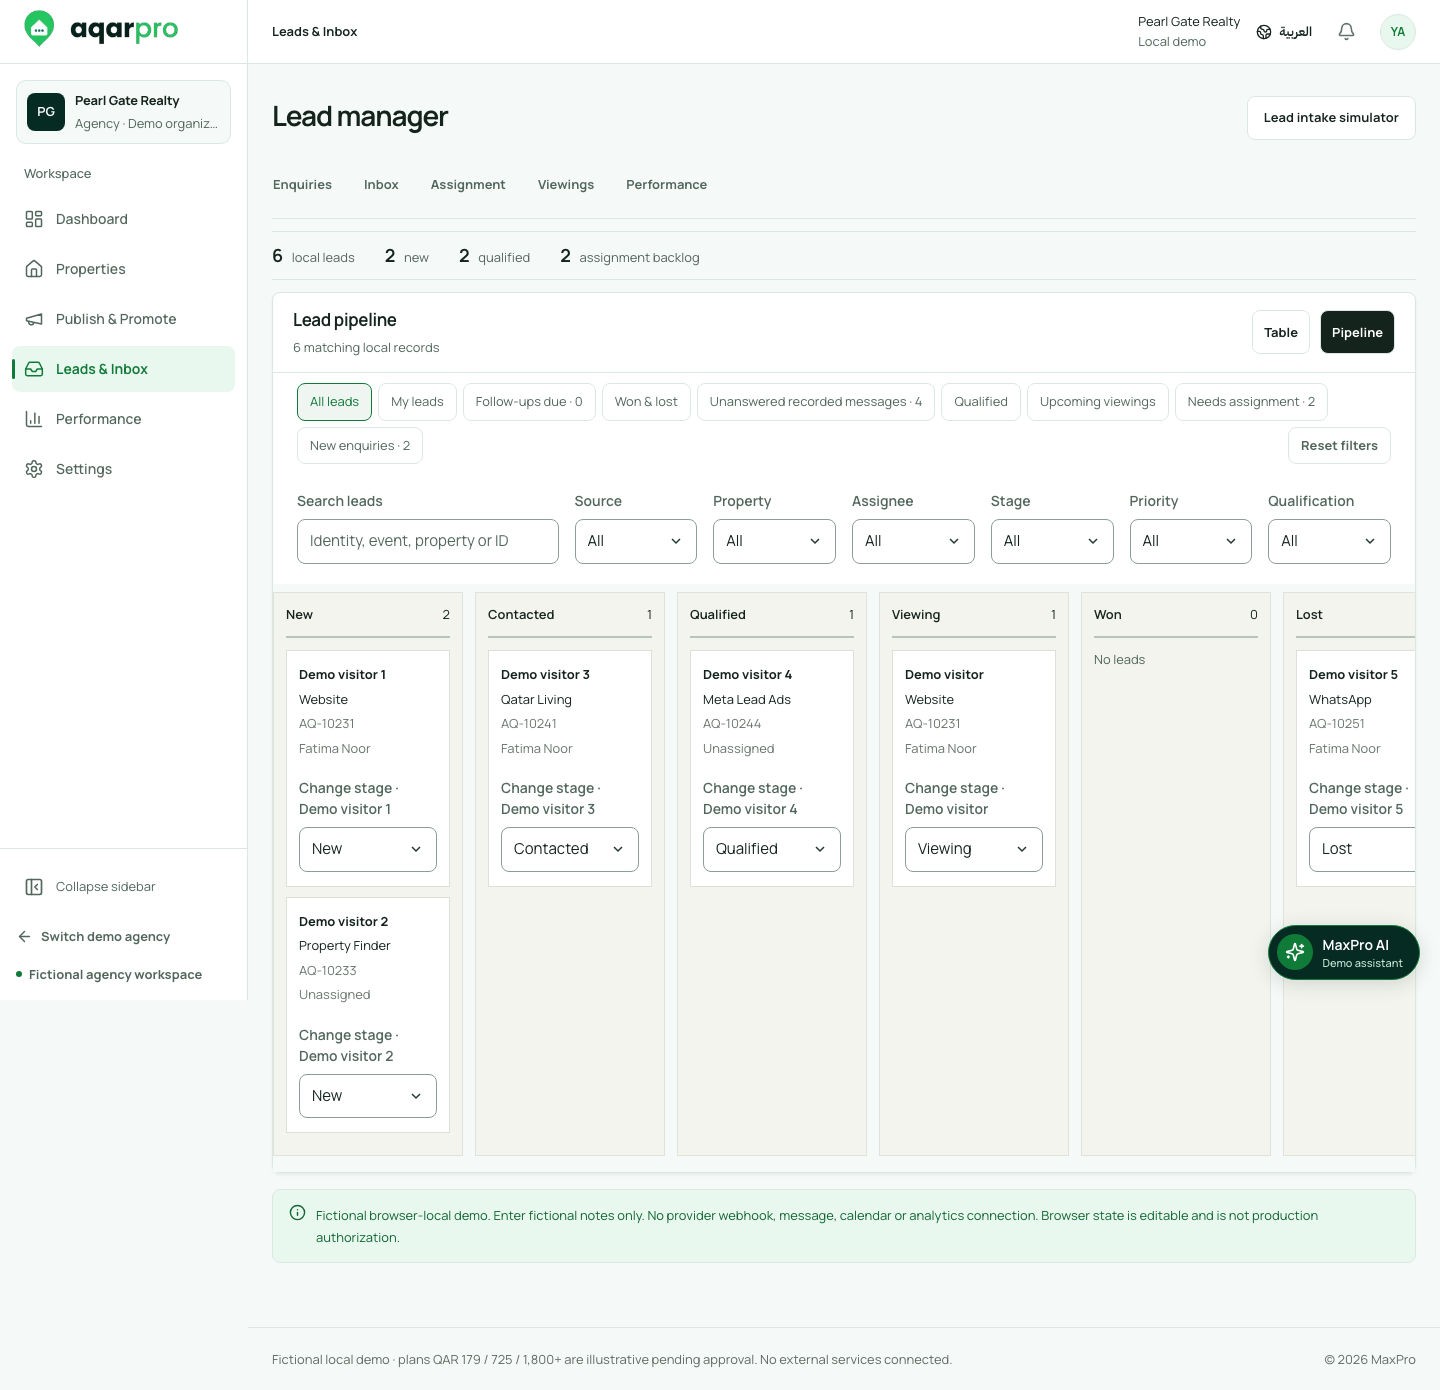 aqarpro
Leads & Inbox
Pearl Gate Realty
Local demo
العربية
YA
PG
Pearl Gate Realty
Agency · Demo organiz...
Workspace
Dashboard
Properties
Publish & Promote
Leads & Inbox
Performance
Settings
Collapse sidebar
Switch demo agency
Fictional agency workspace
Lead manager
Lead intake simulator
Enquiries
Inbox
Assignment
Viewings
Performance
6 local leads
2 new
2 qualified
2 assignment backlog
Lead pipeline
6 matching local records
Table
Pipeline
All leads
My leads
Follow-ups due · 0
Won & lost
Unanswered recorded messages · 4
Qualified
Upcoming viewings
Needs assignment · 2
New enquiries · 2
Reset filters
Search leads
Identity, event, property or ID
Source
All
Property
All
Assignee
All
Stage
All
Priority
All
Qualification
All
New 2
Demo visitor 1
Website
AQ-10231
Fatima Noor
Change stage ·
Demo visitor 1
New
Demo visitor 2
Property Finder
AQ-10233
Unassigned
Change stage ·
Demo visitor 2
New
Contacted 1
Demo visitor 3
Qatar Living
AQ-10241
Fatima Noor
Change stage ·
Demo visitor 3
Contacted
Qualified 1
Demo visitor 4
Meta Lead Ads
AQ-10244
Unassigned
Change stage ·
Demo visitor 4
Qualified
Viewing 1
Demo visitor
Website
AQ-10231
Fatima Noor
Change stage ·
Demo visitor
Viewing
Won 0
No leads
Lost
Demo visitor 5
WhatsApp
AQ-10251
Fatima Noor
Change stage ·
Demo visitor 5
Lost
MaxPro AI
Demo assistant
Fictional browser-local demo. Enter fictional notes only. No provider webhook, message, calendar or analytics connection. Browser state is editable and is not production
authorization.
Fictional local demo · plans QAR 179 / 725 / 1,800+ are illustrative pending approval. No external services connected.
© 2026 MaxPro